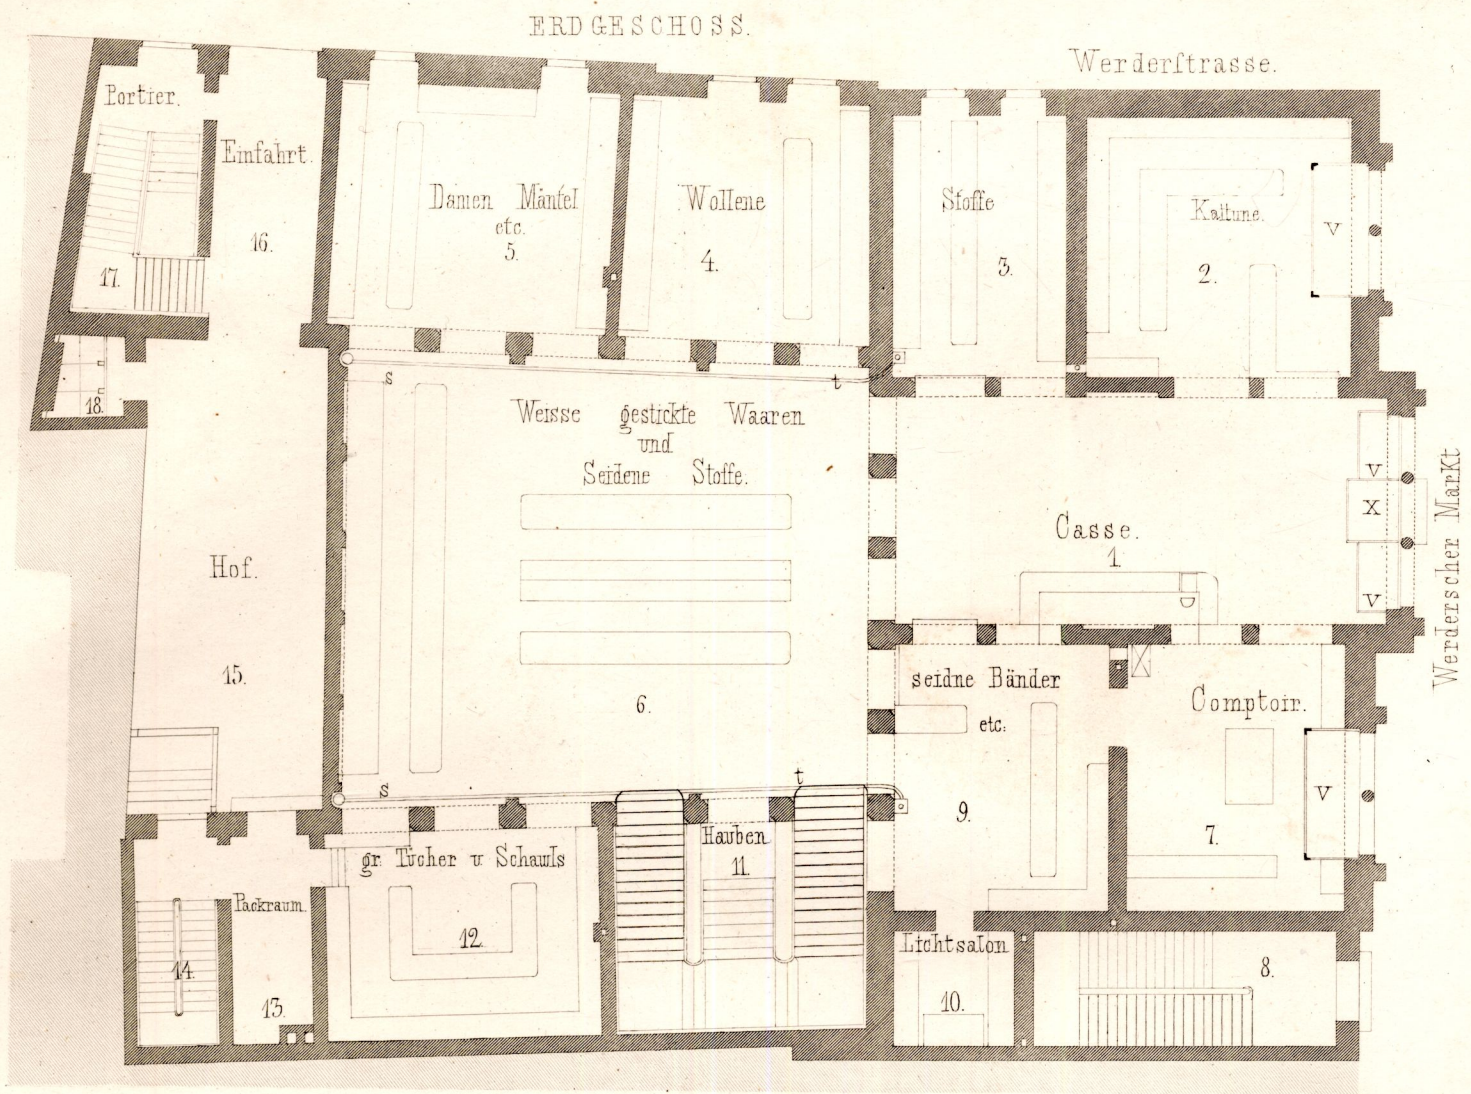 ERDGESCHOSS.
Werderſtrasse.
Portier.
Einfahrt.
16.
17.
18.
Damen Mäntel
etc.
5.
Wollene
4.
Stoffe
3.
Kattune.
2.
V
s
t
Weisse gestickte Waaren
und
Seidene Stoffe.
6.
Casse.
1.
V
X
V
Werderscher Markt
Hof.
15.
seidne Bänder
etc:
9.
Comptoir.
7.
V
s
t
gr. Tücher u Schawls
12.
Hauben
11.
Packraum.
14.
13.
Lichtsalon
10.
8.